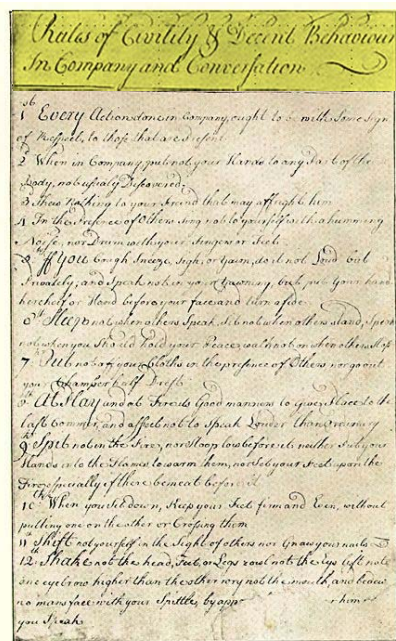 Rules of Civility & Decent Behaviour
In Company and Conversation
1st Every Action done in Company, ought to be with Some Sign
of Respect, to those that are Present
2 When in Company, put not your Hands to any Part of the
Body, not usually Discovered
3 Shew Nothing to your Freind that may affright him
4 In the Presence of Others Sing not to yourself with a humming
Noise, nor Drum with your Fingers or Feet
5th If You Cough, Sneeze, Sigh, or Yawn, do it not Loud but
Privately; and Speak not in your Yawning, but put Your hand
kercheif or Hand before your face and turn aside
6th Sleep not when others Speak, Sit not when others stand, Speak
not when you Should hold your Peace, walk not on when others Stop
7 Put not off your Cloths in the presence of Others, nor go out
your Chamber half Drest
8th At Play and at Fire its Good manners to Give Place to the
last Commer, and affect not to Speak Louder than ordinary
9th Spit not in the Fire, nor Stoop low before it neither Put your
Hands into the Flames to warm them, nor Set your Feet upon the
Fire especially if there be meat before it
10th When you Sit down, Keep your Feet firm and Even, without
putting one on the other or Crossing them
11th Shift not yourself in the Sight of others nor Gnaw your nails
12th Shake not the head, Feet, or Legs rowl not the Eys lift not
one eyebrow higher than the other wry not the mouth, and bedew
no mans face with your Spittle, by app him
you Speak